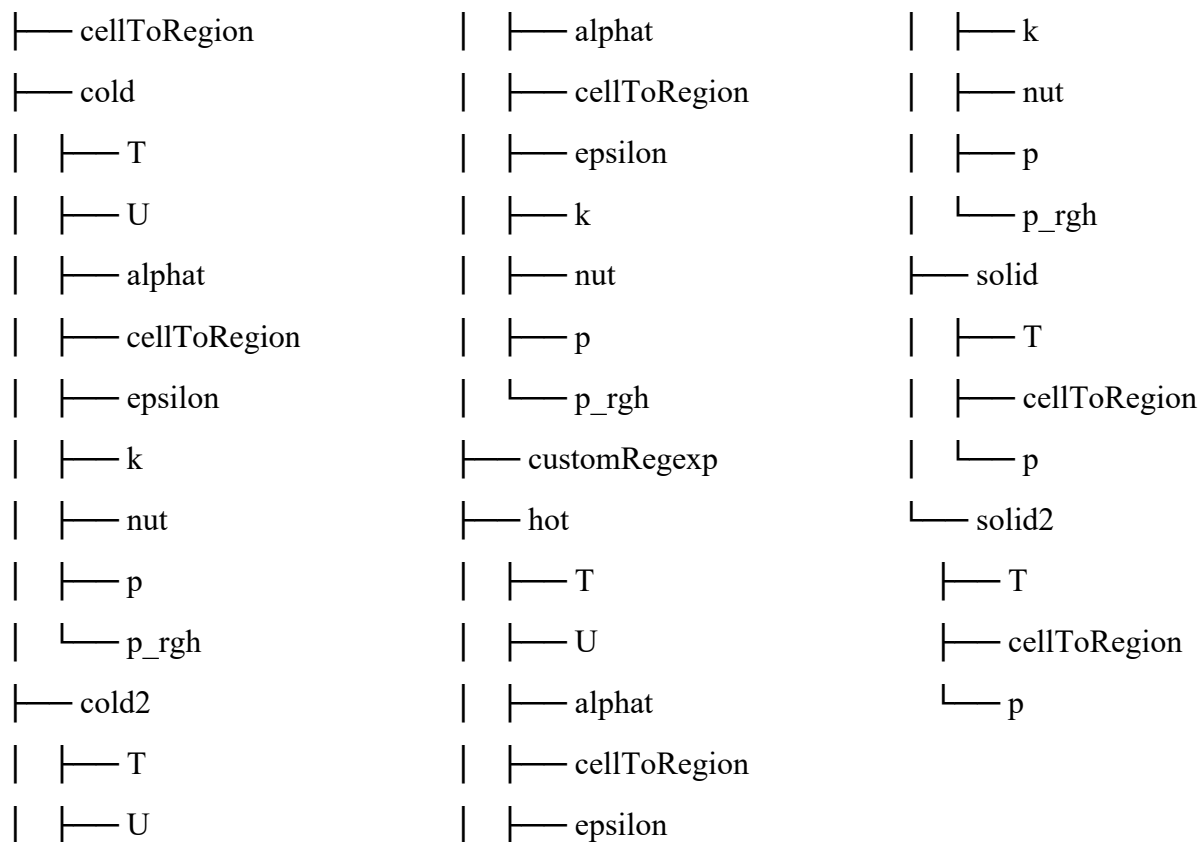 ├── cellToRegion
├── cold
│   ├── T
│   ├── U
│   ├── alphat
│   ├── cellToRegion
│   ├── epsilon
│   ├── k
│   ├── nut
│   ├── p
│   └── p_rgh
├── cold2
│   ├── T
│   ├── U
│   ├── alphat
│   ├── cellToRegion
│   ├── epsilon
│   ├── k
│   ├── nut
│   ├── p
│   └── p_rgh
├── customRegexp
├── hot
│   ├── T
│   ├── U
│   ├── alphat
│   ├── cellToRegion
│   ├── epsilon
│   ├── k
│   ├── nut
│   ├── p
│   └── p_rgh
├── solid
│   ├── T
│   ├── cellToRegion
│   └── p
└── solid2
    ├── T
    ├── cellToRegion
    └── p